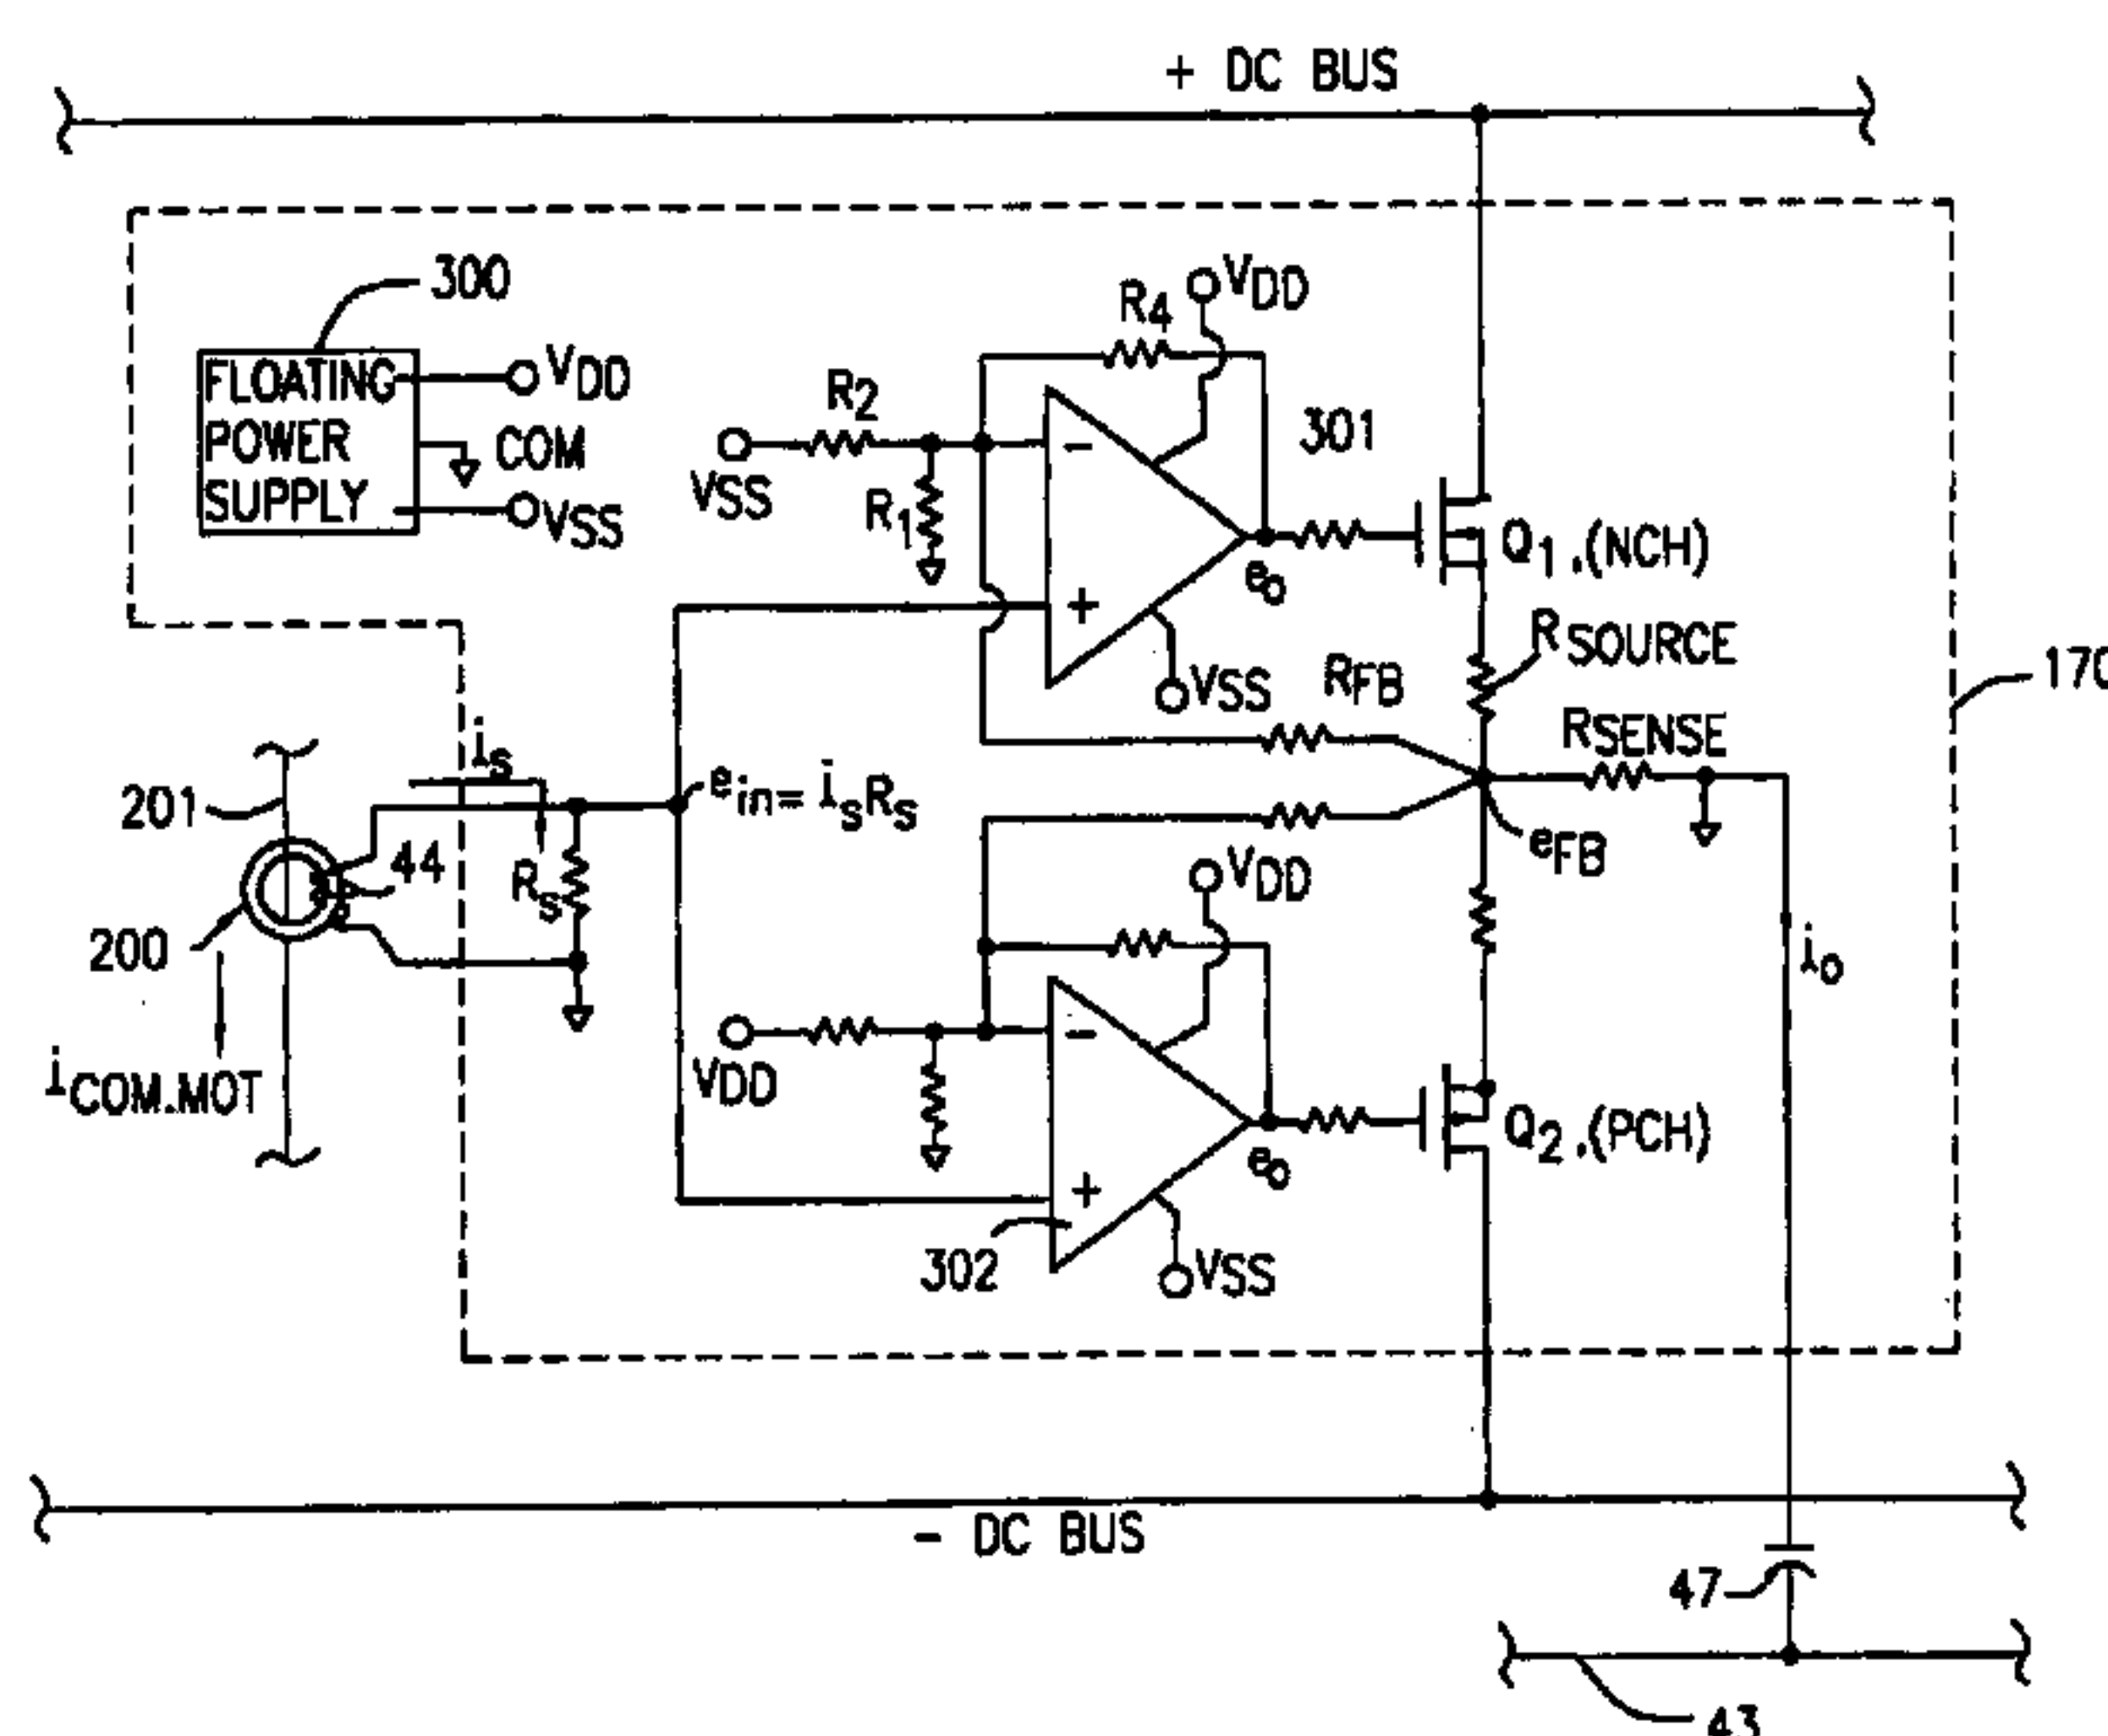 + DC BUS
300
FLOATING
POWER
SUPPLY
VDD
COM
VSS
R4
VDD
R2
VSS
R1
-
+
301
eo
Q1.(NCH)
VSS
RFB
RSOURCE
RSENSE
170
is
ein= isRs
201
44
Rs
200
eFB
VDD
io
iCOM.MOT
VDD
-
+
eo
Q2.(PCH)
302
VSS
- DC BUS
47
43